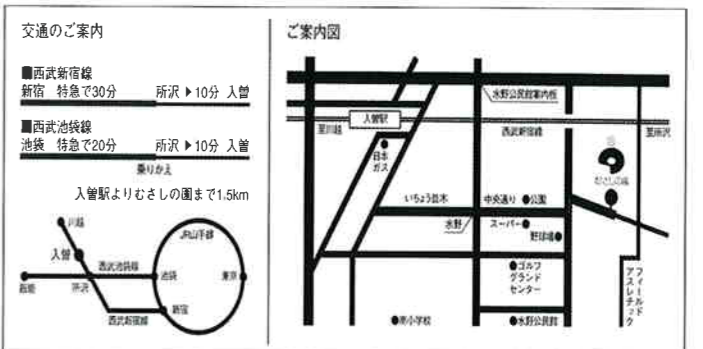 交通のご案内
■西武新宿線
新宿 特急で30分 所沢▶10分 入曽
■西武池袋線
池袋 特急で20分 所沢▶10分 入曽
乗りかえ
入曽駅よりむさしの園まで1.5km
川越
JR山手線
入曽
西武池袋線
飯能
所沢
池袋
東京
新宿
西武新宿線
ご案内図
水野公民館案内板
入曽駅
至川越
西武新宿線
至所沢
日本
ガス
むさしの園
いちょう並木
中央通り
公園
水野
スーパー
野球場
ゴルフ
グランド
センター
フィールド
アスレチック
南小学校
水野公民館